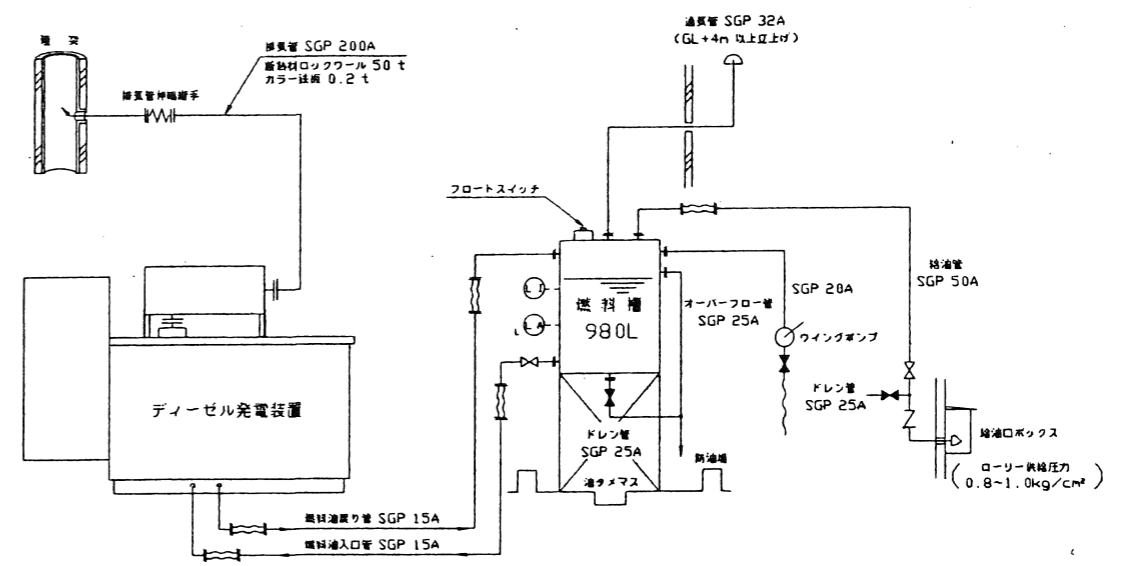 通気管 SGP 32A
(GL+4m 以上立上げ)
煙 突
排気管 SGP 200A
断熱材ロックウール 50 t
カラー鉄板 0.2 t
排気管伸縮継手
フロートスイッチ
給油管
SGP 50A
SGP 20A
LI
燃 料 槽
980L
オーバーフロー管
SGP 25A
LLA
ウイングポンプ
ドレン管
SGP 25A
ディーゼル発電装置
ドレン管
SGP 25A
防油堤
給油口ボックス
油タメマス
(ローリー供給圧力
0.8~1.0kg/cm²)
燃料油戻り管 SGP 15A
燃料油入口管 SGP 15A